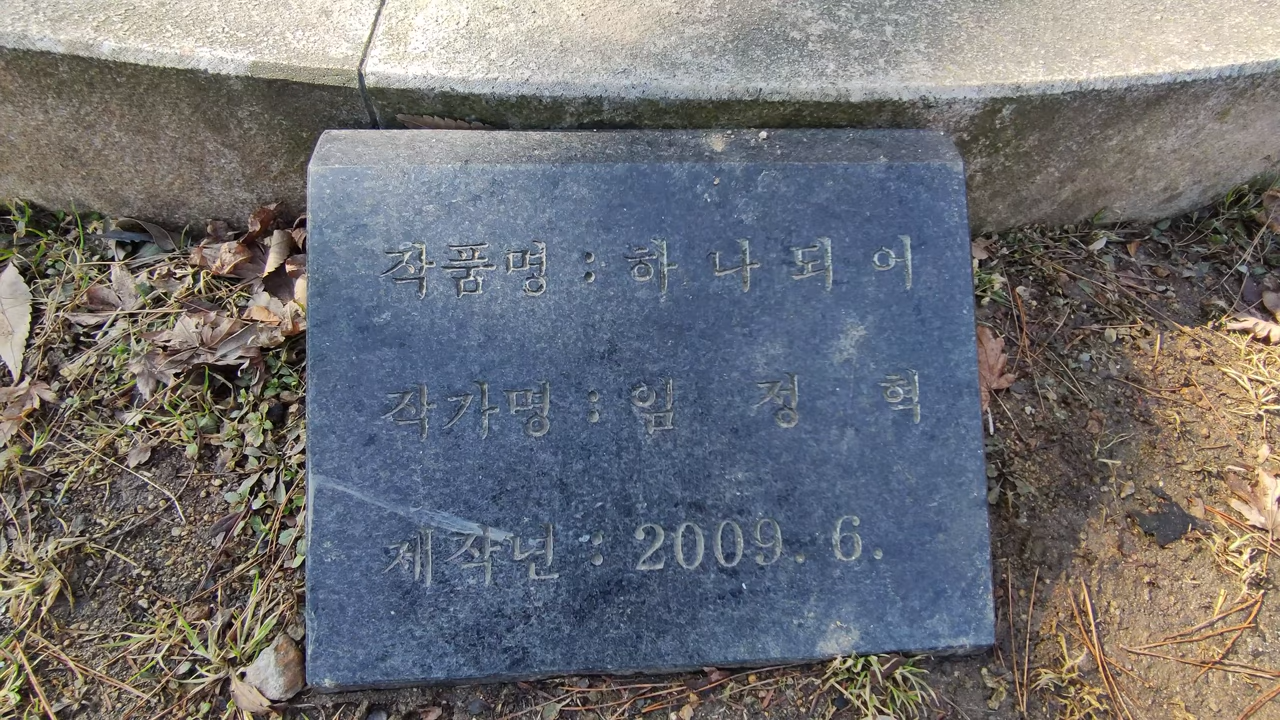 작품명 : 하 나 되 어
작가명 : 임 정 혁
제작년 : 2009. 6.